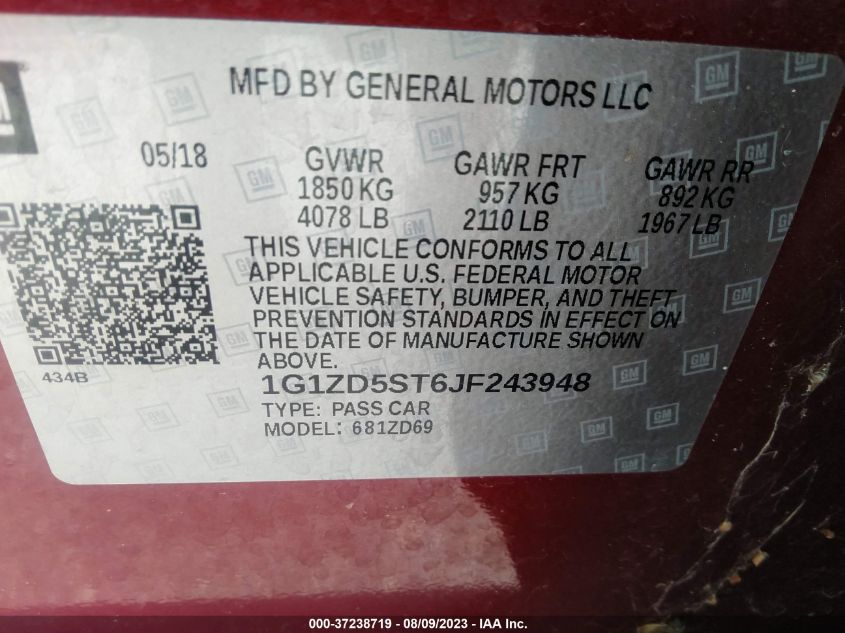 GM
MFD BY GENERAL MOTORS LLC
05/18 GVWR GAWR FRT GAWR RR
1850 KG 957 KG 892 KG
4078 LB 2110 LB 1967 LB
THIS VEHICLE CONFORMS TO ALL
APPLICABLE U.S. FEDERAL MOTOR
VEHICLE SAFETY, BUMPER, AND THEFT
PREVENTION STANDARDS IN EFFECT ON
THE DATE OF MANUFACTURE SHOWN
ABOVE.
434B
1G1ZD5ST6JF243948
TYPE: PASS CAR
MODEL: 681ZD69
000-37238719 - 08/09/2023 - IAA Inc.